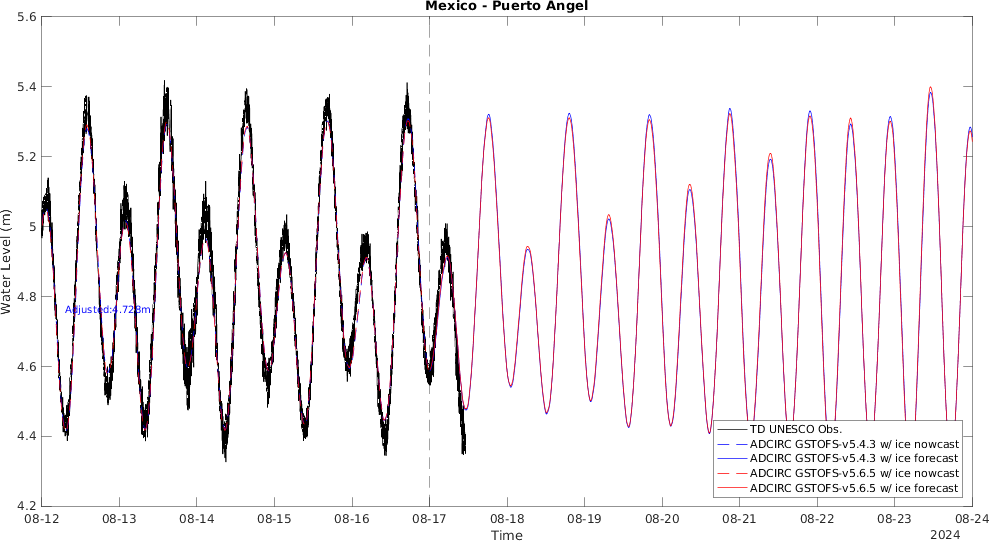 Mexico - Puerto Angel
5.6
5.4
5.2
5
4.8
4.6
4.4
4.2
Water Level (m)
Adjusted:4.728m
TD UNESCO Obs.
ADCIRC GSTOFS-v5.4.3 w/ ice nowcast
ADCIRC GSTOFS-v5.4.3 w/ ice forecast
ADCIRC GSTOFS-v5.6.5 w/ ice nowcast
ADCIRC GSTOFS-v5.6.5 w/ ice forecast
08-12 08-13 08-14 08-15 08-16 08-17 08-18 08-19 08-20 08-21 08-22 08-23 08-24
Time
2024